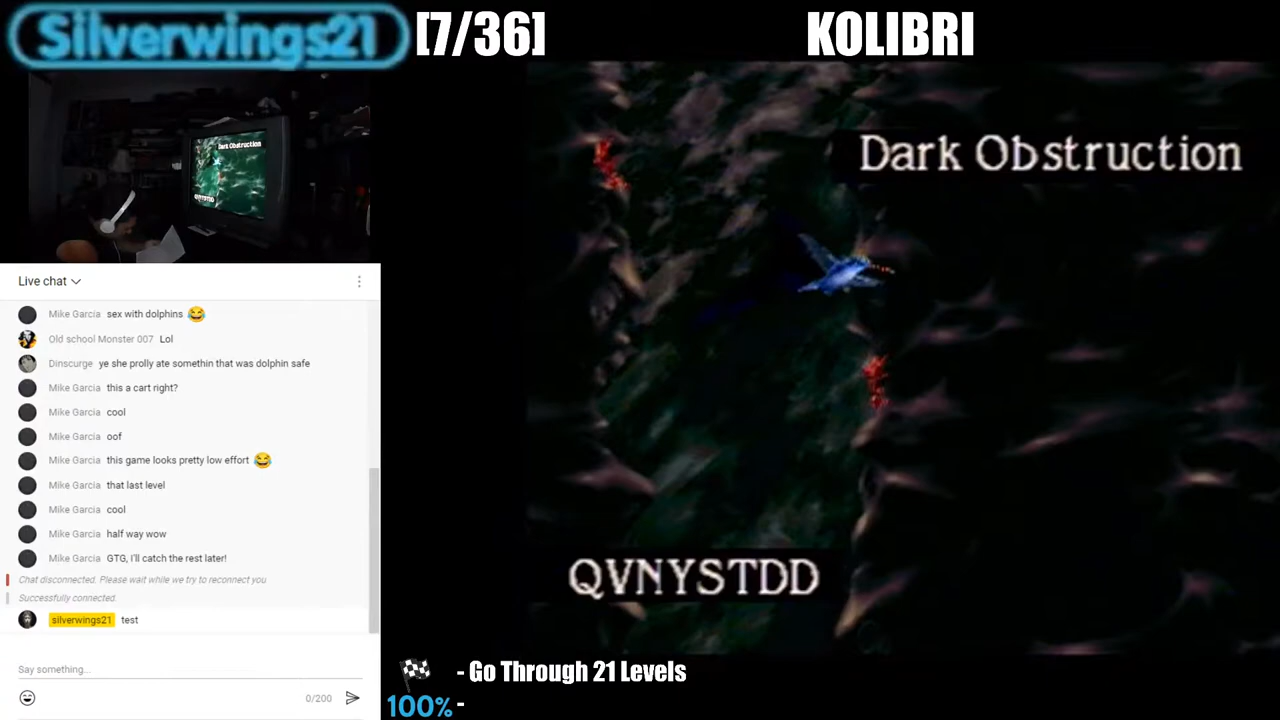 Silverwings21
[7/36]
KOLIBRI
Dark Obstruction
QVNYSTDD
Dark Obstruction
QVNYSTDD
Live chat
Mike Garcia sex with dolphins 😂
Old school Monster 007 Lol
Dinscurge ye she prolly ate somethin that was dolphin safe
Mike Garcia this a cart right?
Mike Garcia cool
Mike Garcia oof
Mike Garcia this game looks pretty low effort 😂
Mike Garcia that last level
Mike Garcia cool
Mike Garcia half way wow
Mike Garcia GTG, I'll catch the rest later!
Chat disconnected. Please wait while we try to reconnect you
Successfully connected.
silverwings21 test
Say something...
0/200
- Go Through 21 Levels
100% -